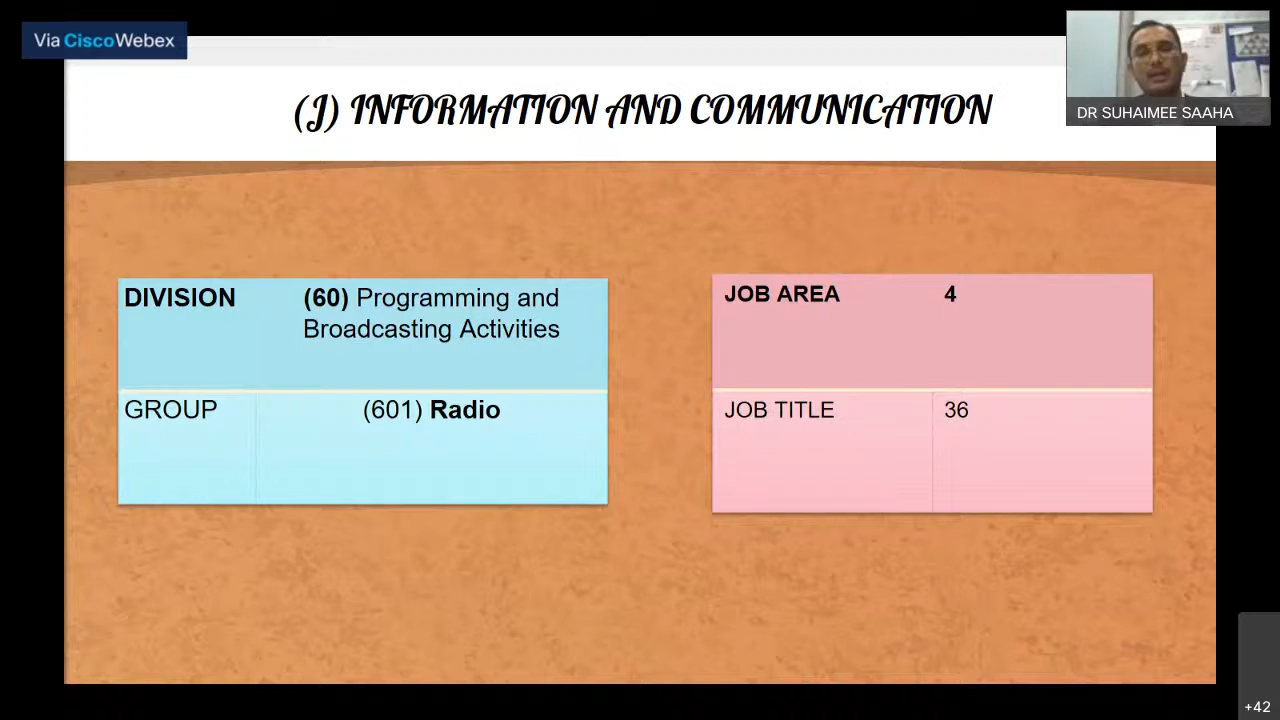 Via CiscoWebex
DR SUHAIMEE SAAHA
(J) INFORMATION AND COMMUNICATION
DIVISION (60) Programming and
Broadcasting Activities
GROUP (601) Radio
JOB AREA 4
JOB TITLE 36
+42